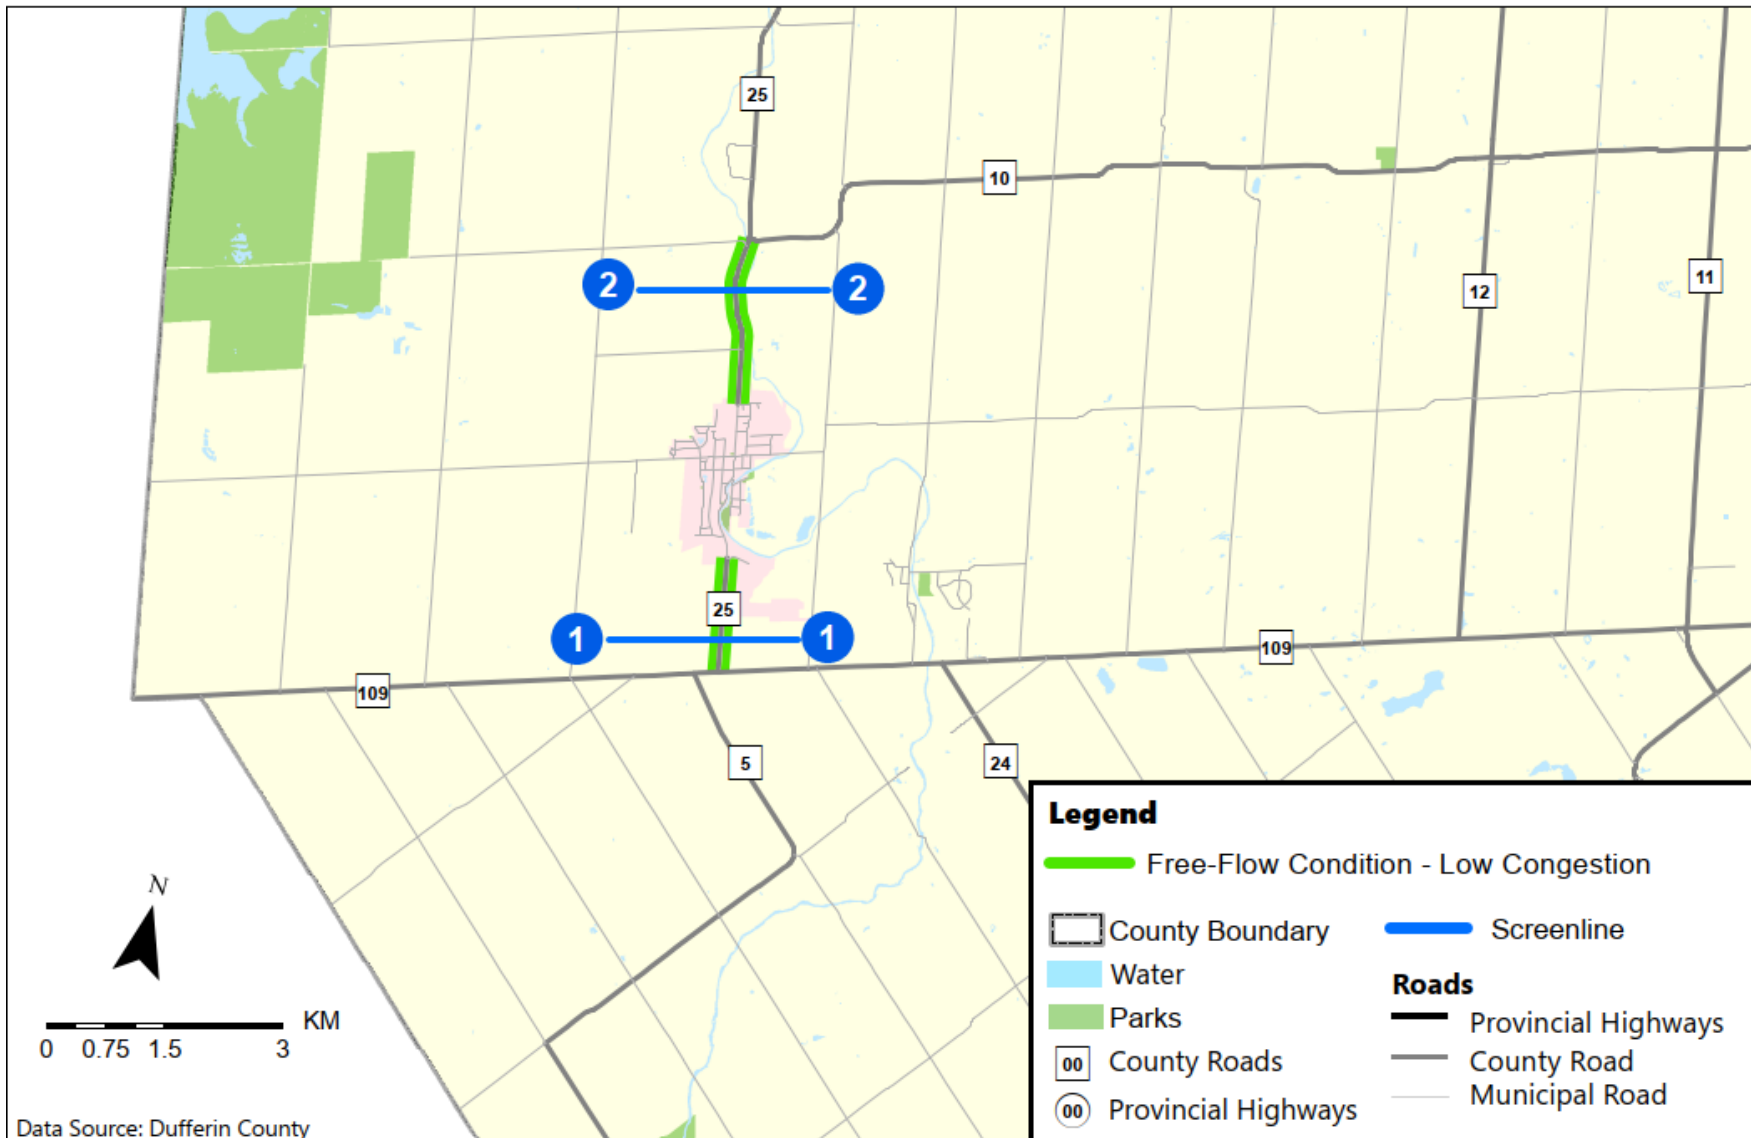 25
10
2
2
12
11
25
1
1
109
109
5
24
N
KM
0 0.75 1.5 3
Data Source: Dufferin County
Legend
Free-Flow Condition - Low Congestion
County Boundary
Screenline
Water
Roads
Parks
Provincial Highways
00 County Roads
County Road
Municipal Road
00 Provincial Highways